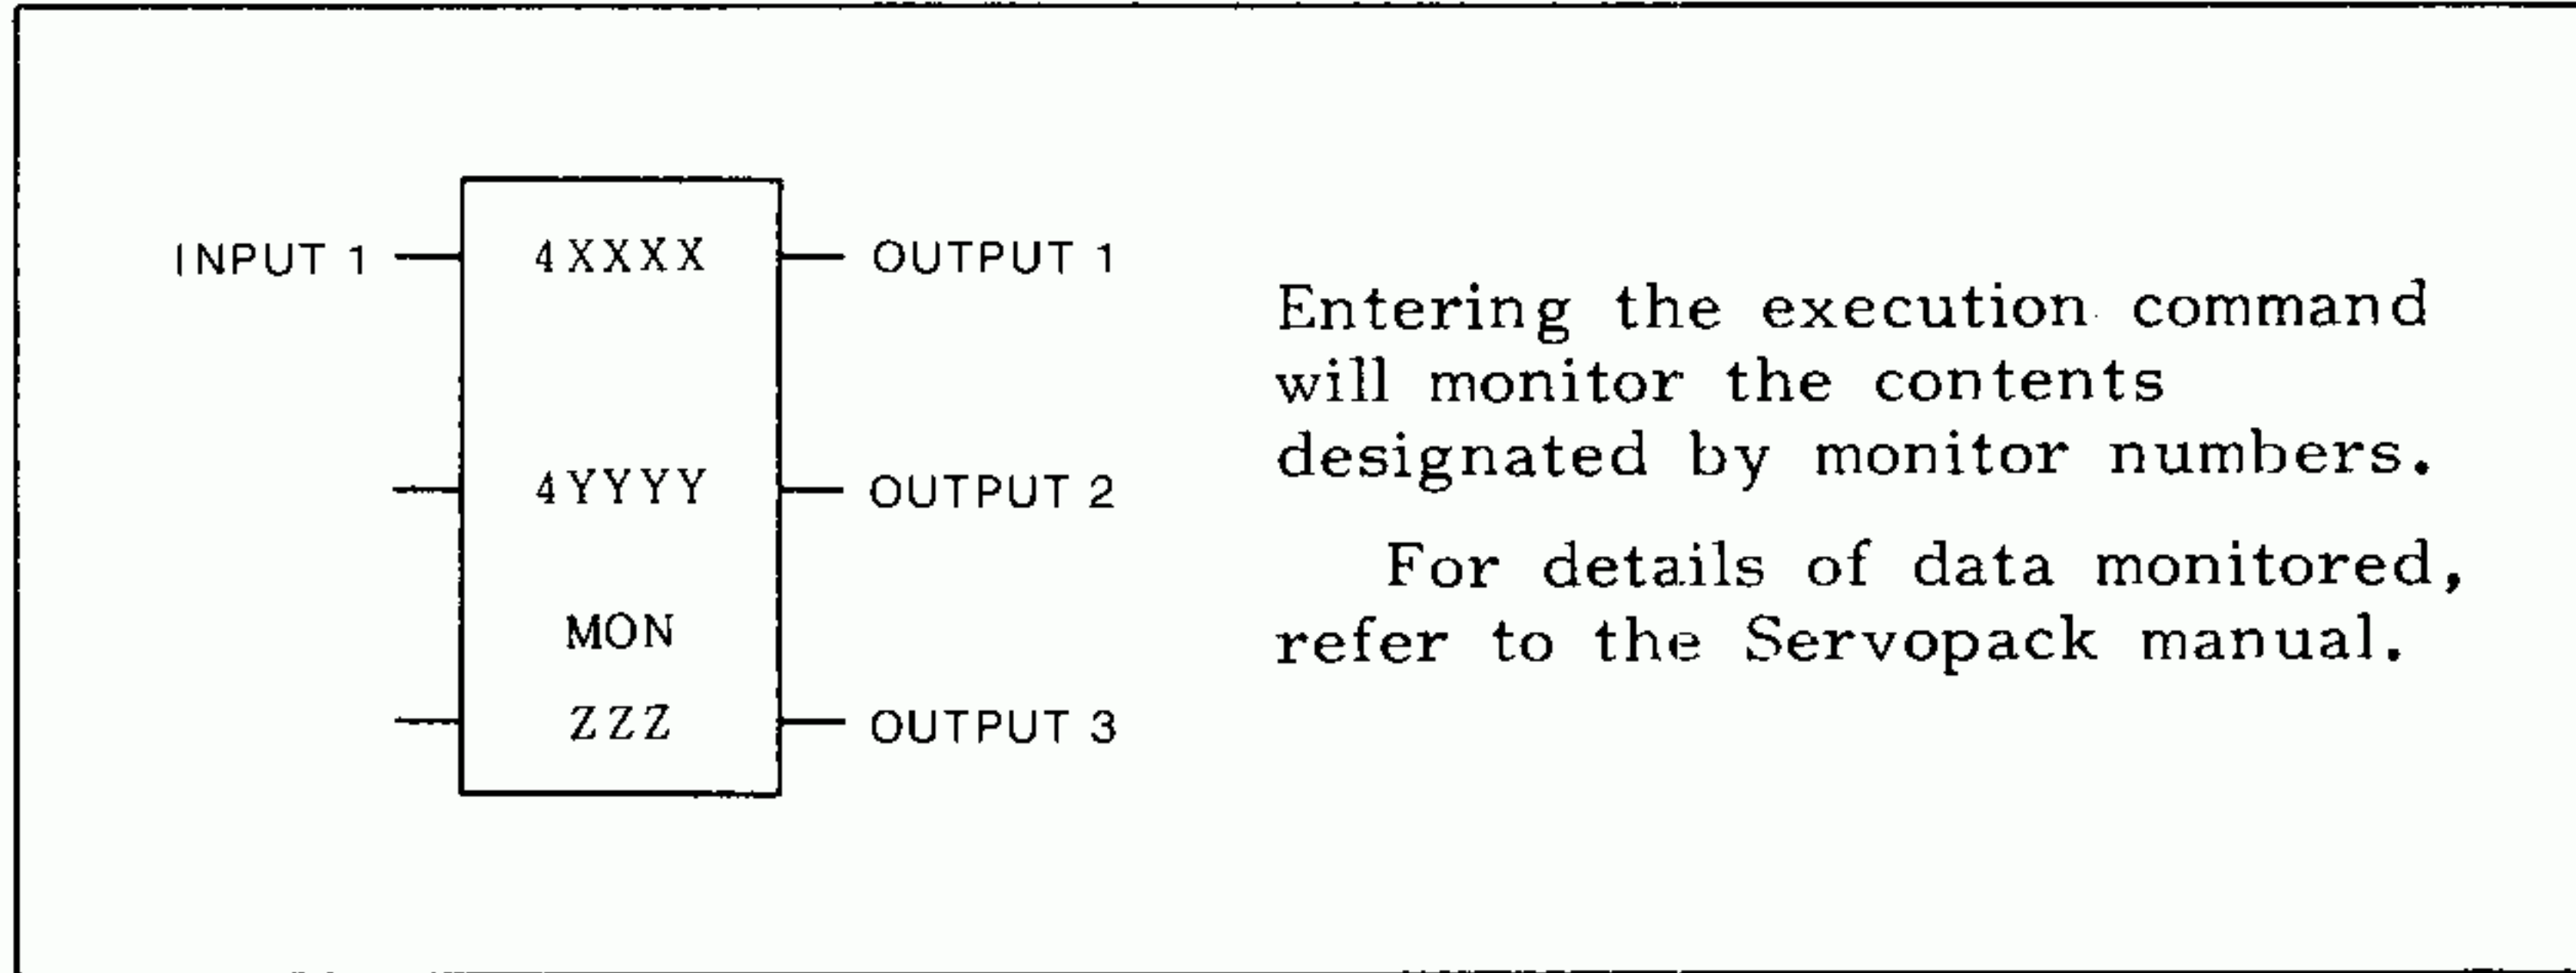 INPUT 1 4XXXX OUTPUT 1
4YYYY OUTPUT 2
MON
ZZZ OUTPUT 3
Entering the execution command
will monitor the contents
designated by monitor numbers.
For details of data monitored,
refer to the Servopack manual.